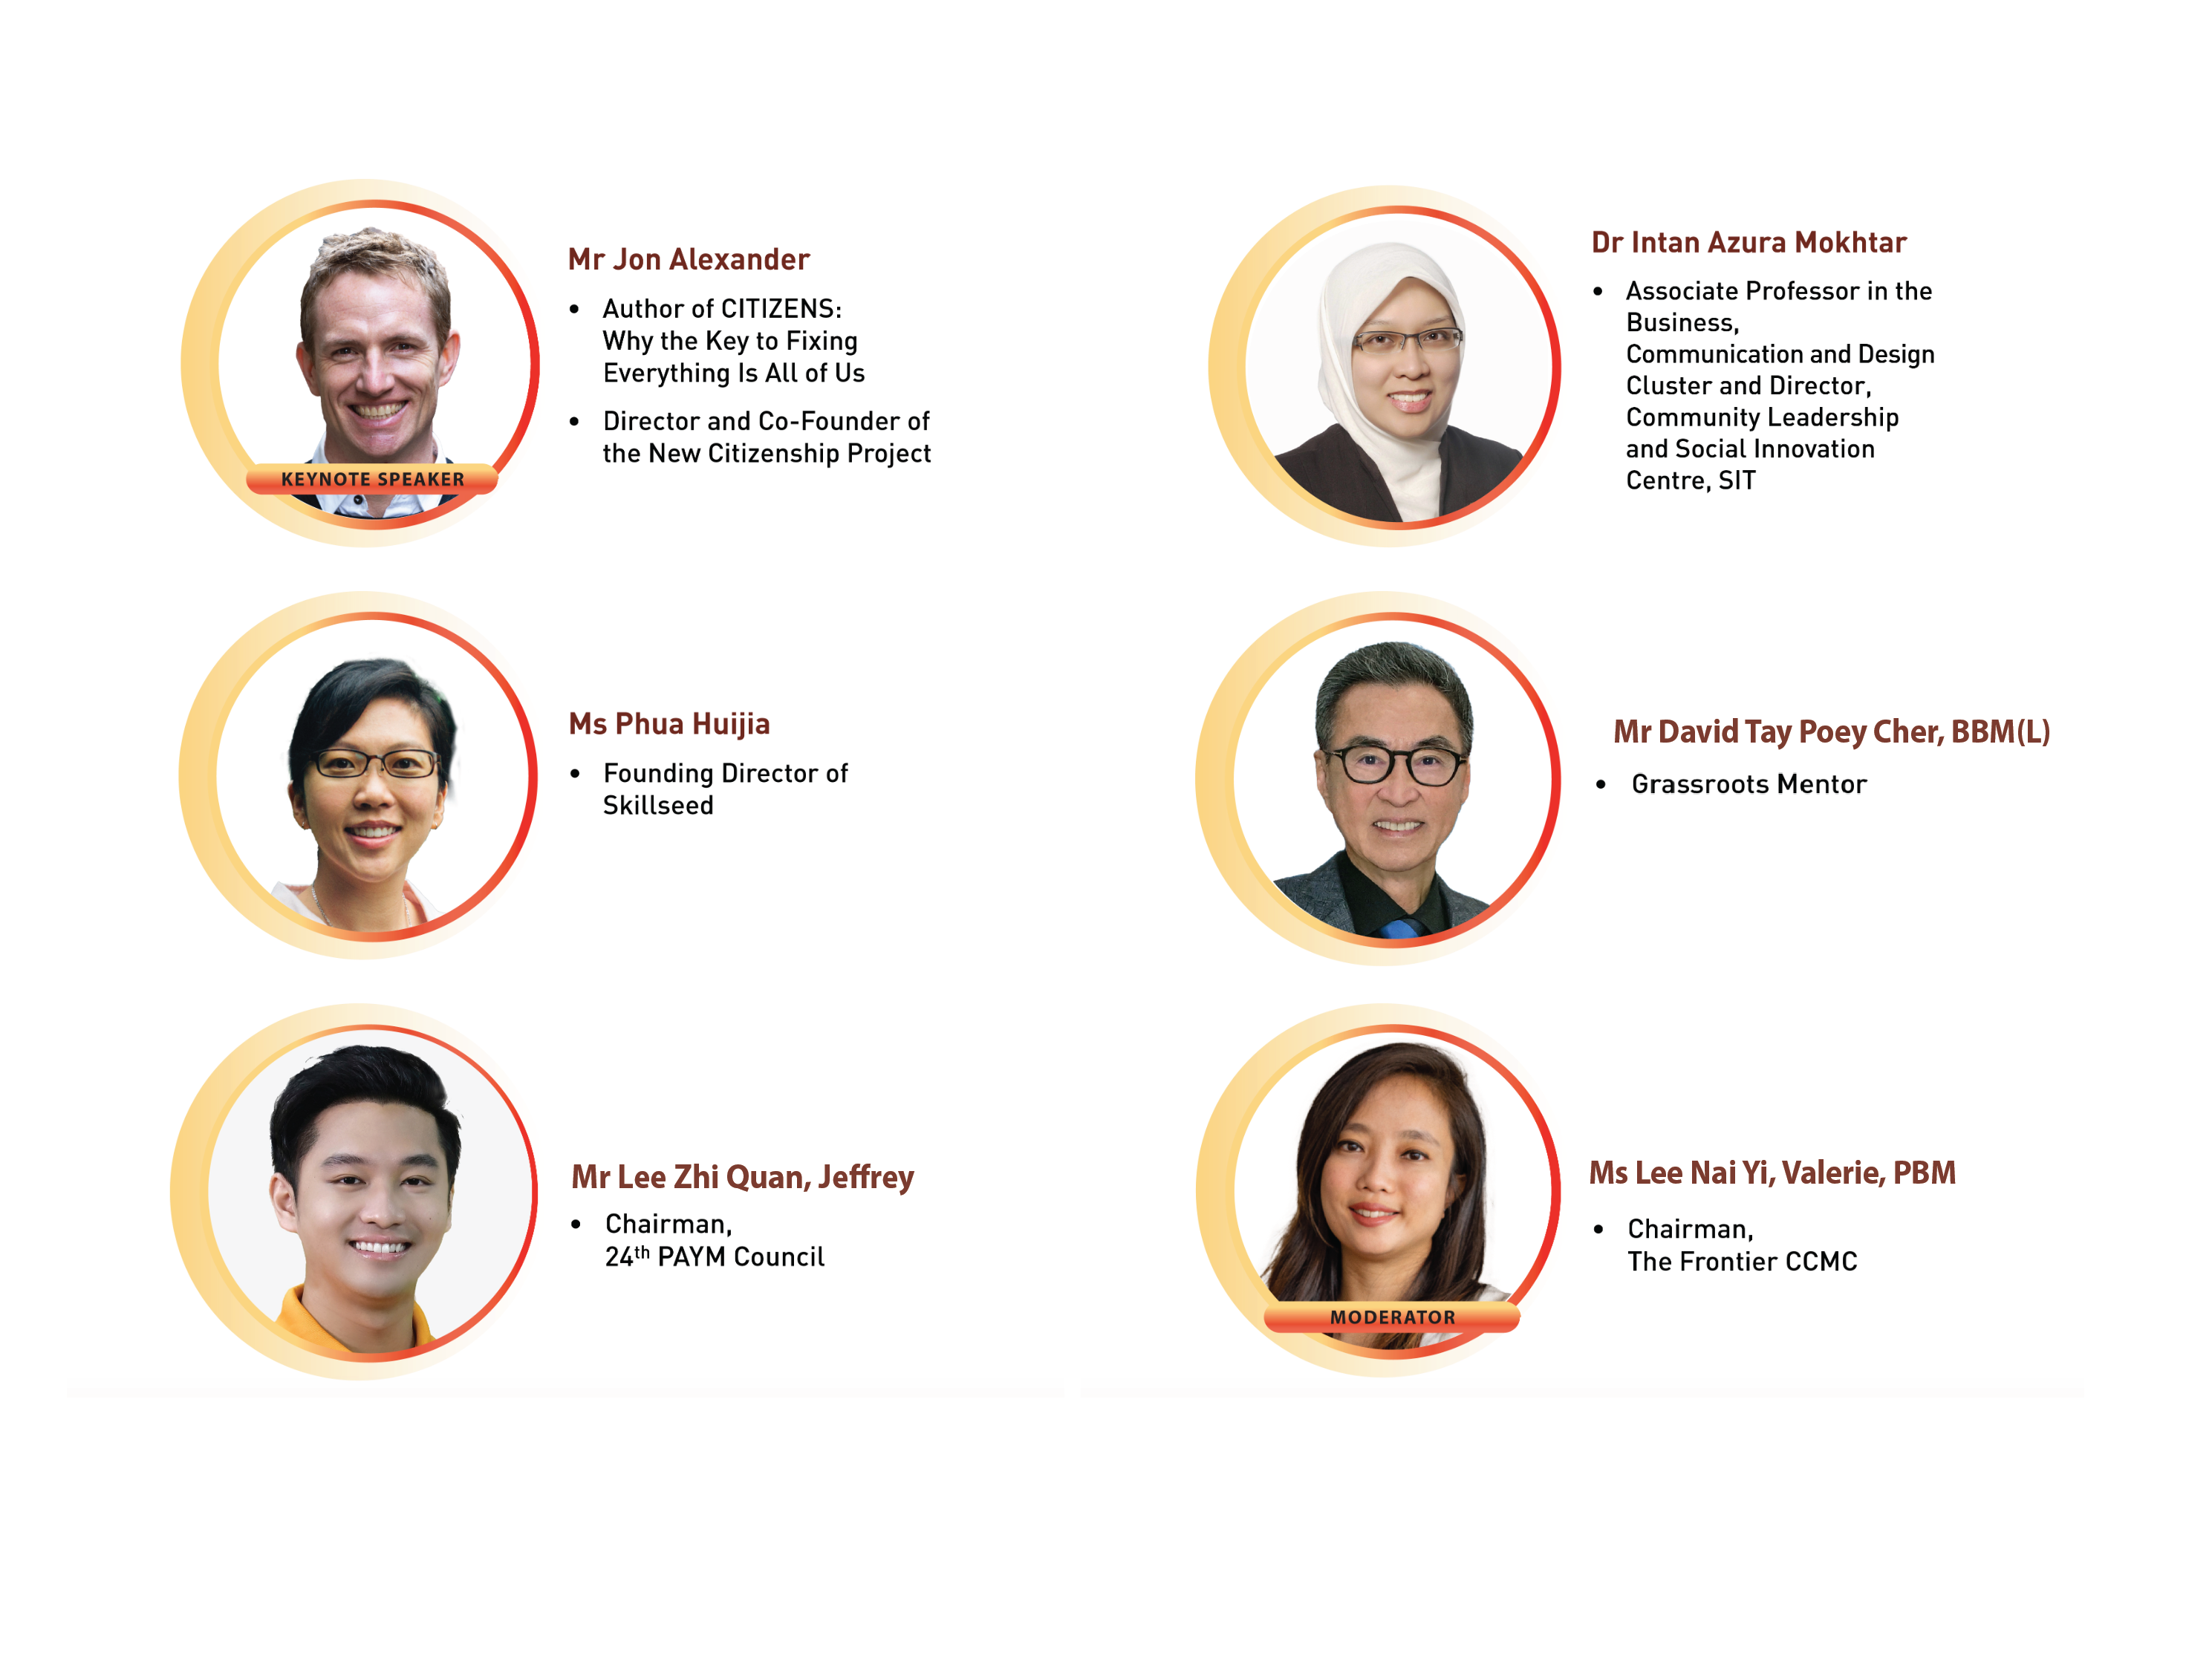 Mr Jon Alexander
• Author of CITIZENS:
Why the Key to Fixing
Everything Is All of Us
• Director and Co-Founder of
the New Citizenship Project
KEYNOTE SPEAKER
Dr Intan Azura Mokhtar
• Associate Professor in the
Business,
Communication and Design
Cluster and Director,
Community Leadership
and Social Innovation
Centre, SIT
Ms Phua Huijia
• Founding Director of
Skillseed
Mr David Tay Poey Cher, BBM(L)
• Grassroots Mentor
Mr Lee Zhi Quan, Jeffrey
• Chairman,
24th PAYM Council
Ms Lee Nai Yi, Valerie, PBM
• Chairman,
The Frontier CCMC
MODERATOR